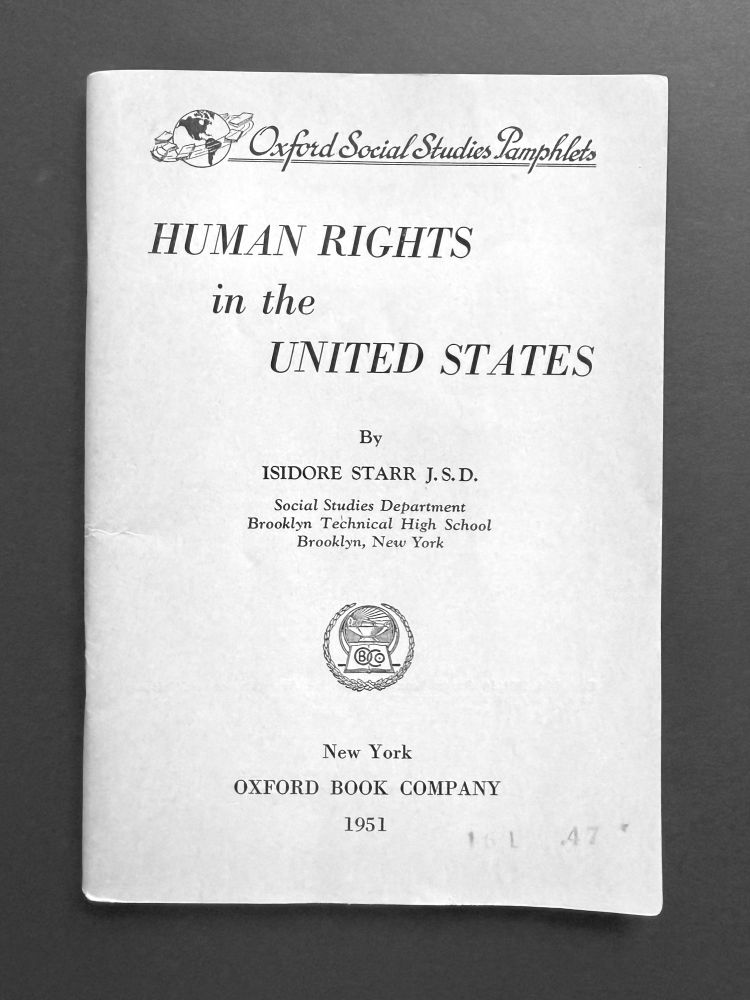 Oxford Social Studies Pamphlets
HUMAN RIGHTS
in the
UNITED STATES
By
ISIDORE STARR J.S.D.
Social Studies Department
Brooklyn Technical High School
Brooklyn, New York
New York
OXFORD BOOK COMPANY
1951